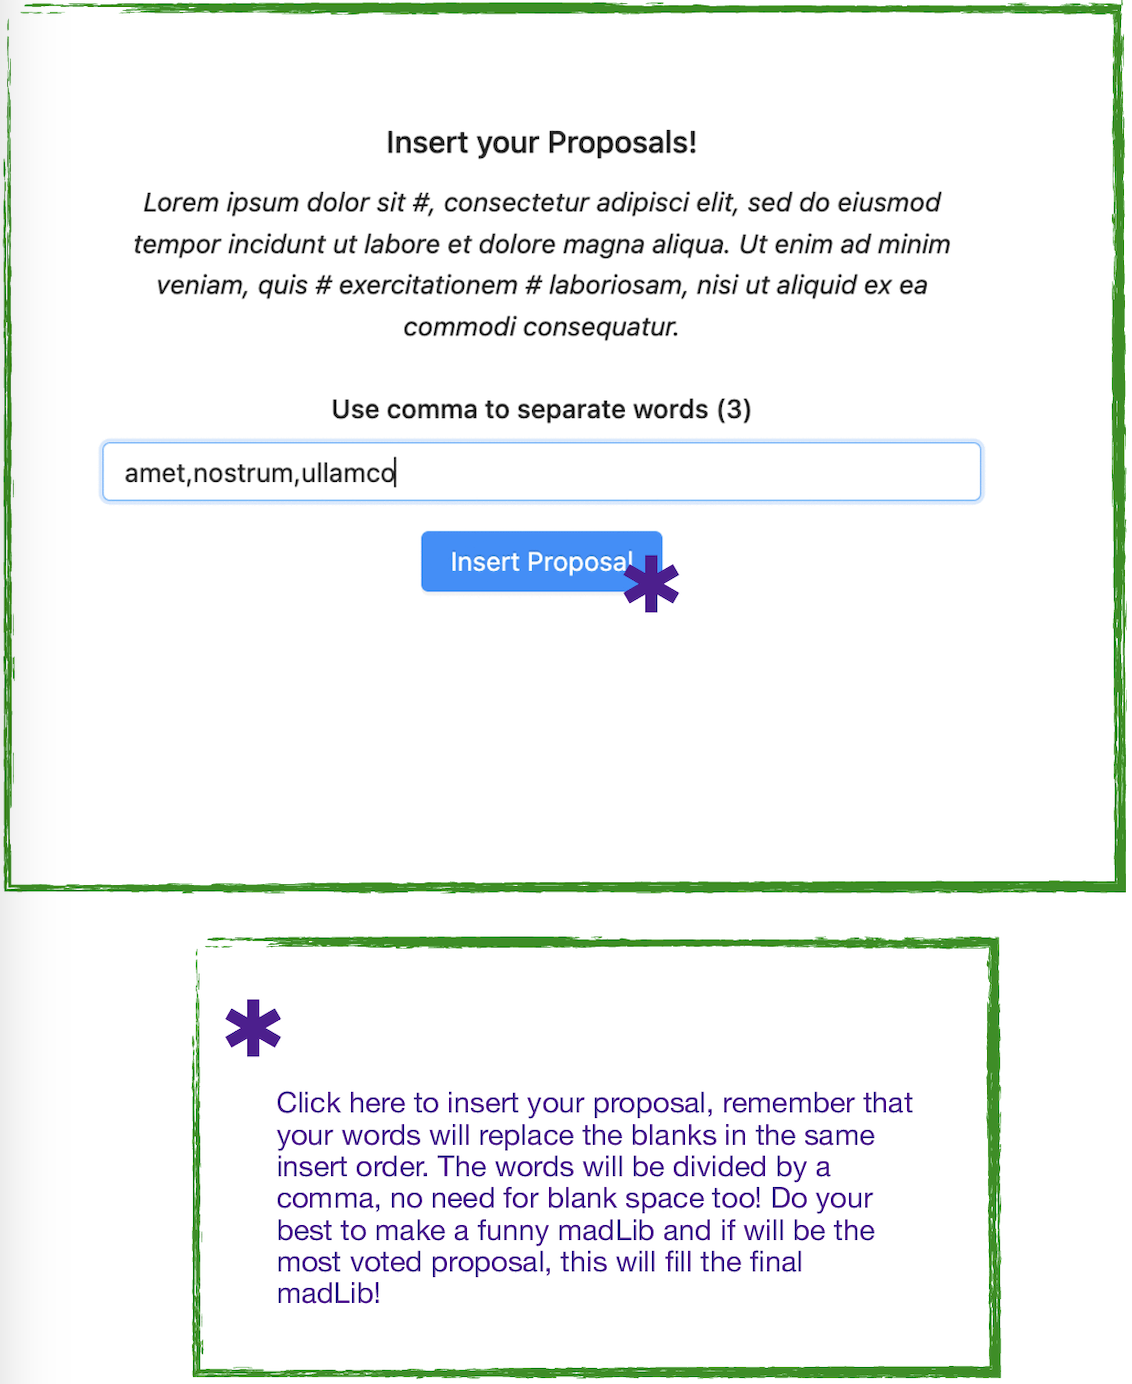 Insert your Proposals!
Lorem ipsum dolor sit #, consectetur adipisci elit, sed do eiusmod
tempor incidunt ut labore et dolore magna aliqua. Ut enim ad minim
veniam, quis # exercitationem # laboriosam, nisi ut aliquid ex ea
commodi consequatur.
Use comma to separate words (3)
amet,nostrum,ullamco
Insert Proposal
Click here to insert your proposal, remember that
your words will replace the blanks in the same
insert order. The words will be divided by a
comma, no need for blank space too! Do your
best to make a funny madLib and if will be the
most voted proposal, this will fill the final
madLib!